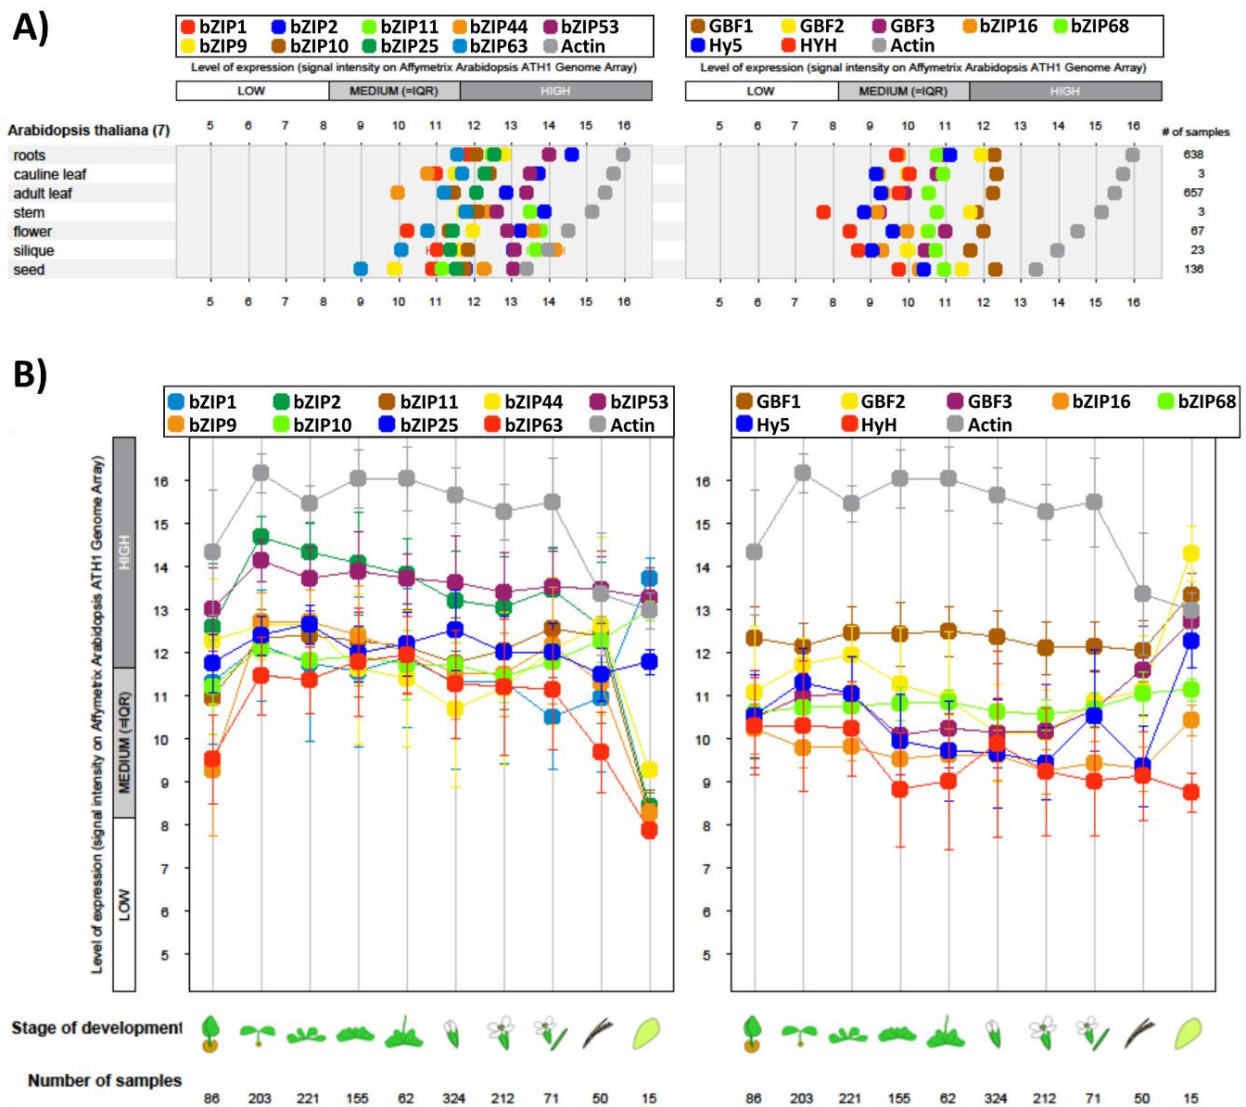 A)
bZIP1 bZIP2 bZIP11 bZIP44 bZIP53
bZIP9 bZIP10 bZIP25 bZIP63 Actin
GBF1 GBF2 GBF3 bZIP16 bZIP68
Hy5 HYH Actin
Level of expression (signal intensity on Affymetrix Arabidopsis ATH1 Genome Array)
Level of expression (signal intensity on Affymetrix Arabidopsis ATH1 Genome Array)
LOW MEDIUM (=IQR) HIGH
LOW MEDIUM (=IQR) HIGH
Arabidopsis thaliana (7)
5 6 7 8 9 10 11 12 13 14 15 16
5 6 7 8 9 10 11 12 13 14 15 16
# of samples
roots 638
cauline leaf 3
adult leaf 657
stem 3
flower 67
silique 23
seed 136
5 6 7 8 9 10 11 12 13 14 15 16
5 6 7 8 9 10 11 12 13 14 15 16
B)
bZIP1 bZIP2 bZIP11 bZIP44 bZIP53
bZIP9 bZIP10 bZIP25 bZIP63 Actin
GBF1 GBF2 GBF3 bZIP16 bZIP68
Hy5 HyH Actin
Level of expression (signal intensity on Affymetrix Arabidopsis ATH1 Genome Array)
HIGH
MEDIUM (=IQR)
LOW
16
15
14
13
12
11
10
9
8
7
6
5
16
15
14
13
12
11
10
9
8
7
6
5
Stage of development
Number of samples
86 203 221 155 62 324 212 71 50 15
86 203 221 155 62 324 212 71 50 15